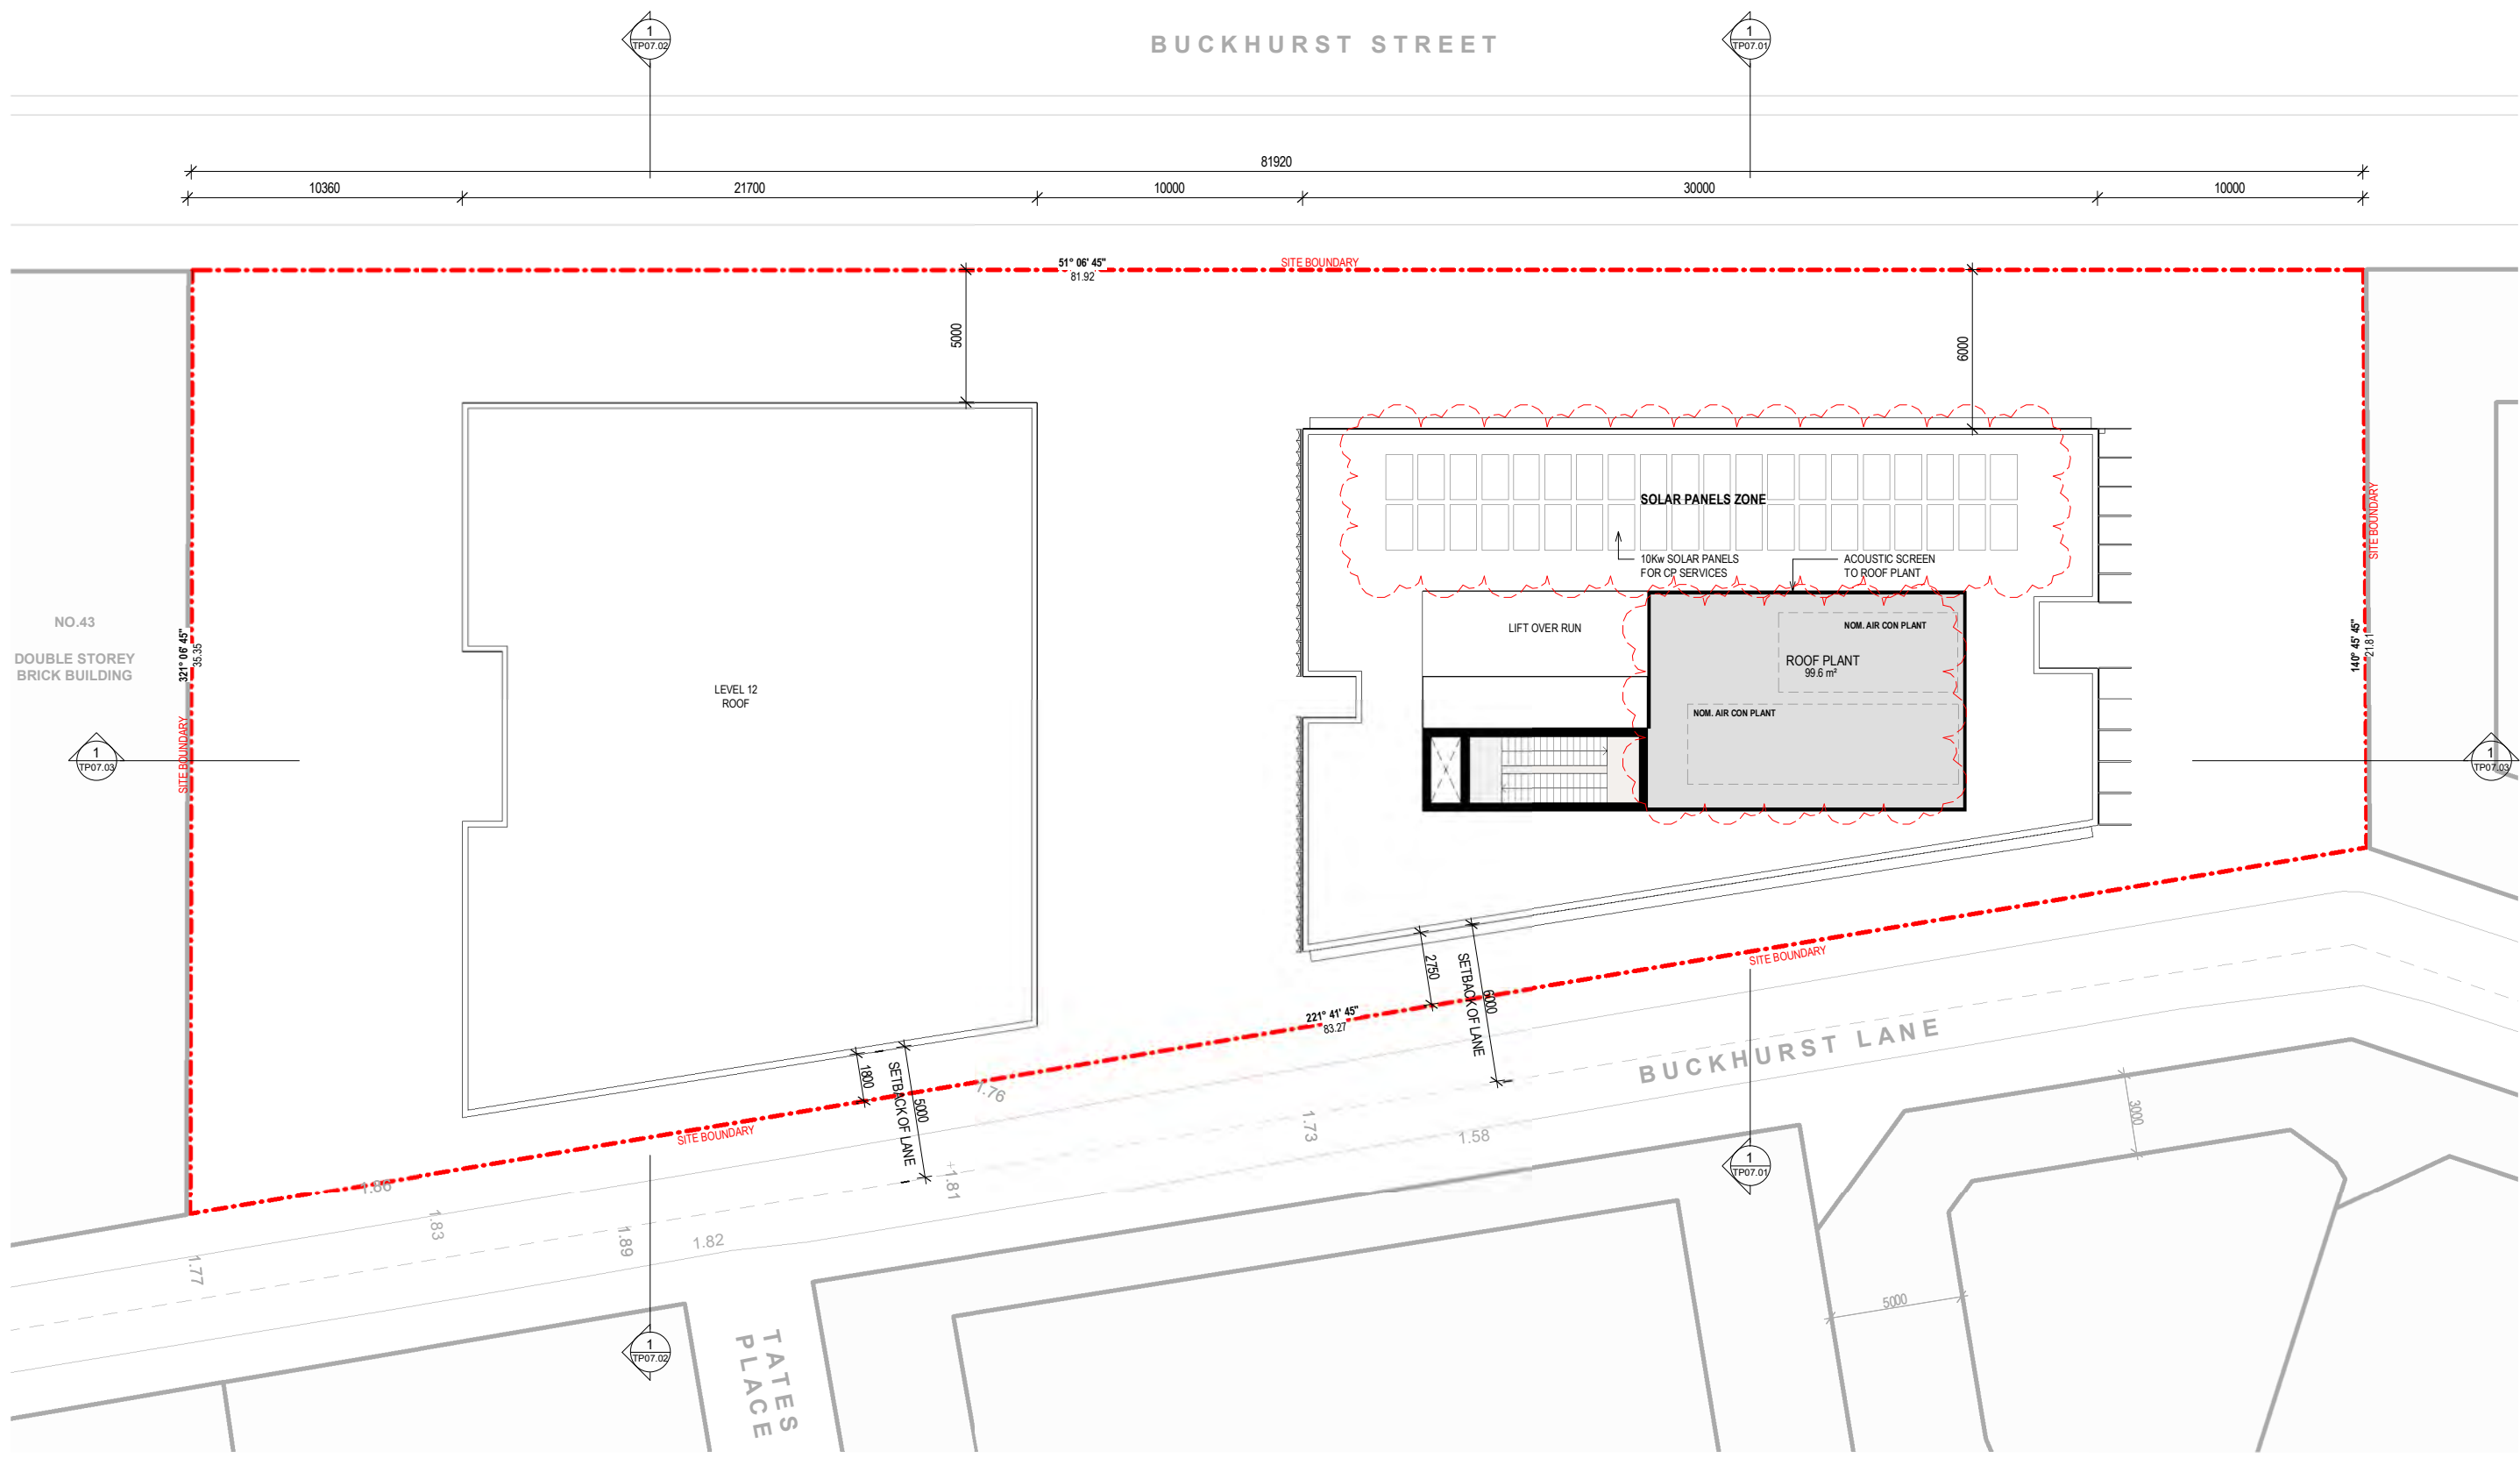 BUCKHURST STREET
1
TP07.02
1
TP07.01
81920
10360
21700
10000
30000
10000
51° 06' 45"
81.92
SITE BOUNDARY
5000
6000
SOLAR PANELS ZONE
10Kw SOLAR PANELS
FOR CP SERVICES
ACOUSTIC SCREEN
TO ROOF PLANT
SITE BOUNDARY
NO.43
DOUBLE STOREY
BRICK BUILDING
321° 06' 45"
35.35
SITE BOUNDARY
LIFT OVER RUN
NOM. AIR CON PLANT
ROOF PLANT
99.6 m²
NOM. AIR CON PLANT
140° 45' 45"
21.81
LEVEL 12
ROOF
1
TP07.03
1
TP07.03
2750
SETBACK OF LANE
6000
SITE BOUNDARY
221° 41' 45"
83.27
BUCKHURST LANE
1800
SETBACK OF LANE
5000
SITE BOUNDARY
1.76
1.73
1.58
3000
1
TP07.01
1.86
1.81
1.83
1.89
1.82
1.77
5000
1
TP07.02
TATES
PLACE